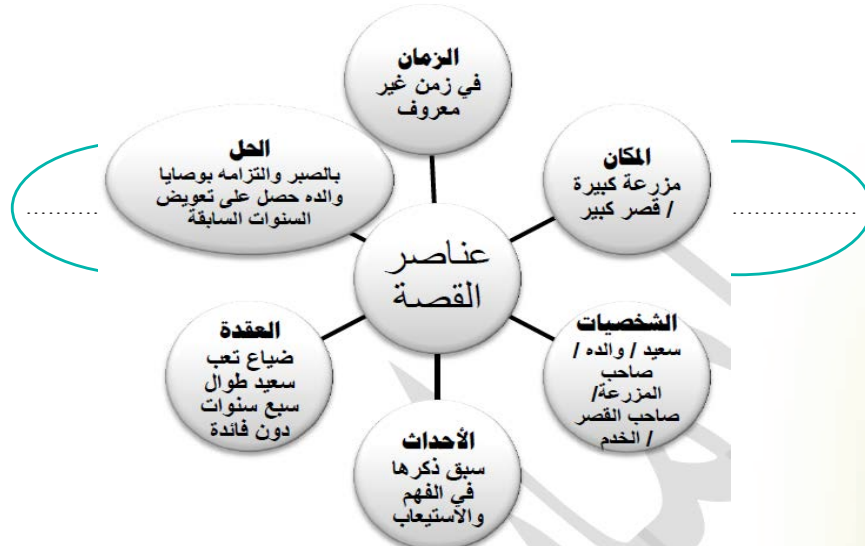 الزمان
في زمن غير
معروف
المكان
مزرعة كبيرة
/ قصر كبير
الشخصيات
سعيد / والده /
صاحب
المزرعة/
صاحب القصر
/ الخدم
الأحداث
سبق ذكرها
في الفهم
والاستيعاب
العقدة
ضياع تعب
سعيد طوال
سبع سنوات
دون فائدة
الحل
بالصبر والتزامه بوصايا
والده حصل على تعويض
السنوات السابقة
عناصر
القصة